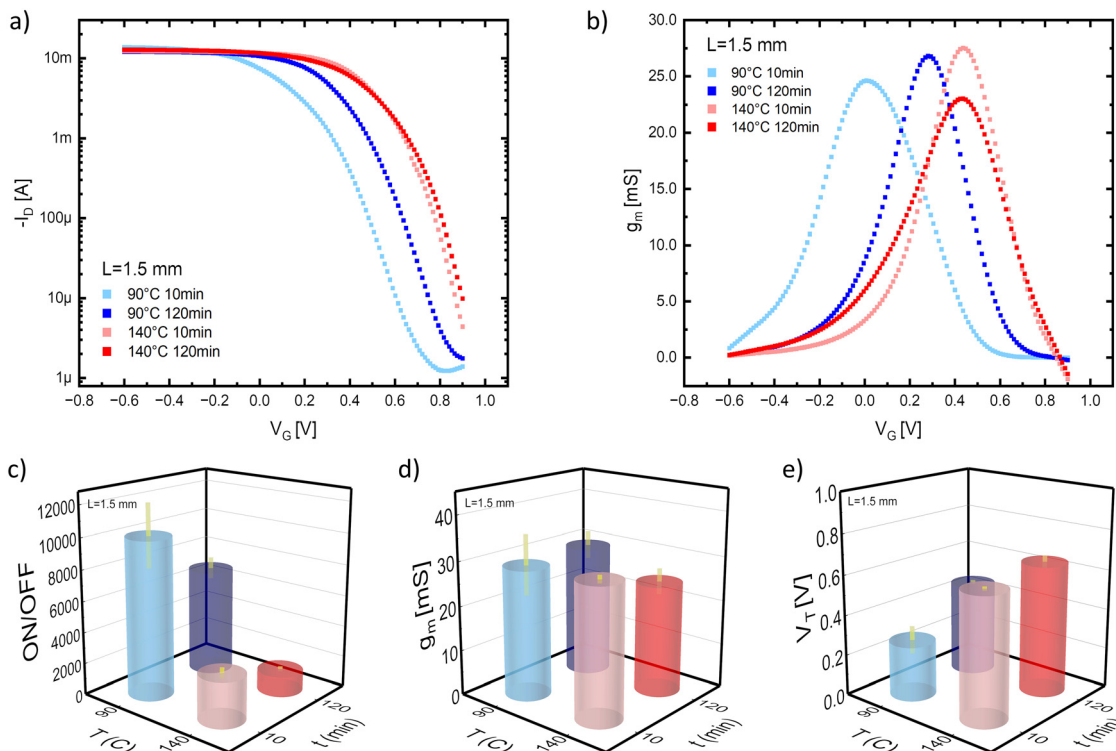 a)
10m
1m
100µ
10µ
1µ
-I_D [A]
L=1.5 mm
90°C 10min
90°C 120min
140°C 10min
140°C 120min
−0.8 −0.6 −0.4 −0.2 0.0 0.2 0.4 0.6 0.8 1.0
V_G [V]
b)
30.0
25.0
20.0
15.0
10.0
5.0
0.0
g_m [mS]
L=1.5 mm
90°C 10min
90°C 120min
140°C 10min
140°C 120min
−0.8 −0.6 −0.4 −0.2 0.0 0.2 0.4 0.6 0.8 1.0
V_G [V]
c)
L=1.5 mm
12000
10000
8000
6000
4000
2000
0
ON/OFF
90
140
T (C)
10
120
t (min)
d)
L=1.5 mm
40
30
20
10
0
g_m [mS]
90
140
T (C)
10
120
t (min)
e)
L=1.5 mm
1.0
0.8
0.6
0.4
0.2
0.0
V_T [V]
90
140
T (C)
10
120
t (min)